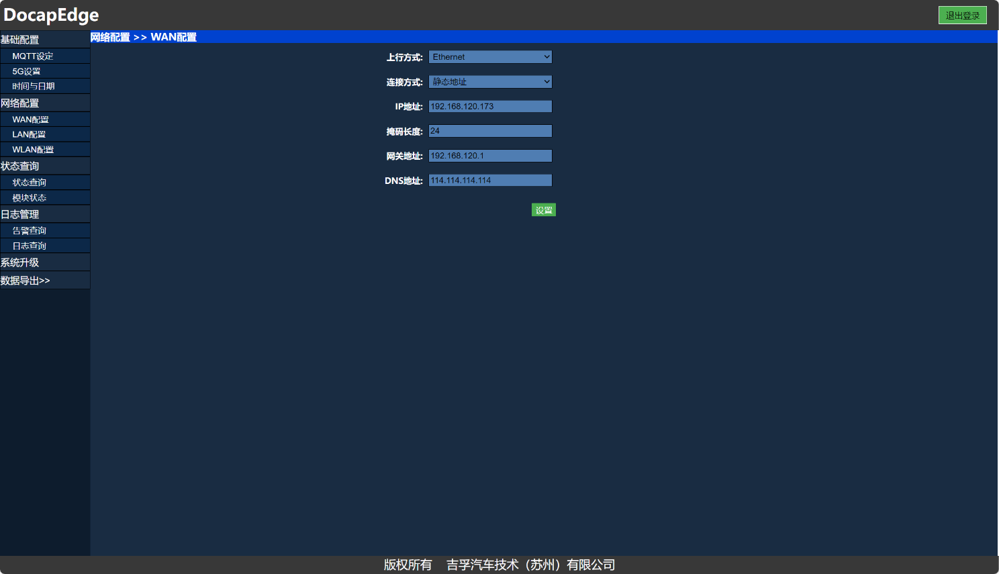 DocapEdge
退出登录
基础配置
MQTT设定
5G设置
时间与日期
网络配置
WAN配置
LAN配置
WLAN配置
状态查询
状态查询
模块状态
日志管理
告警查询
日志查询
系统升级
数据导出>>
网络配置 >> WAN配置
上行方式: Ethernet
连接方式: 静态地址
IP地址: 192.168.120.173
掩码长度: 24
网关地址: 192.168.120.1
DNS地址: 114.114.114.114
设置
版权所有 吉孚汽车技术（苏州）有限公司